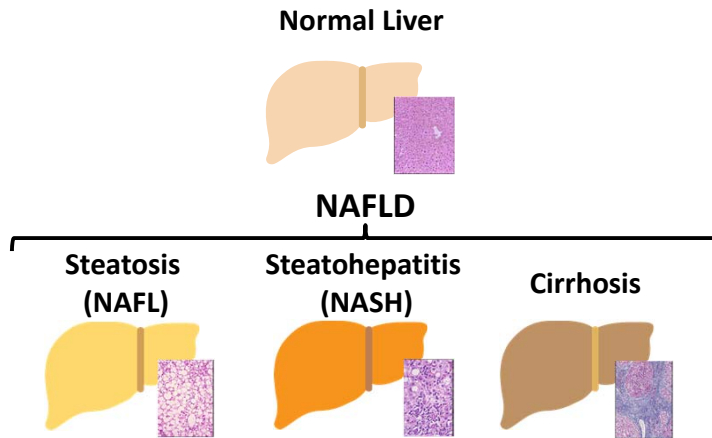 Normal Liver
NAFLD
Steatosis
(NAFL)
Steatohepatitis
(NASH)
Cirrhosis